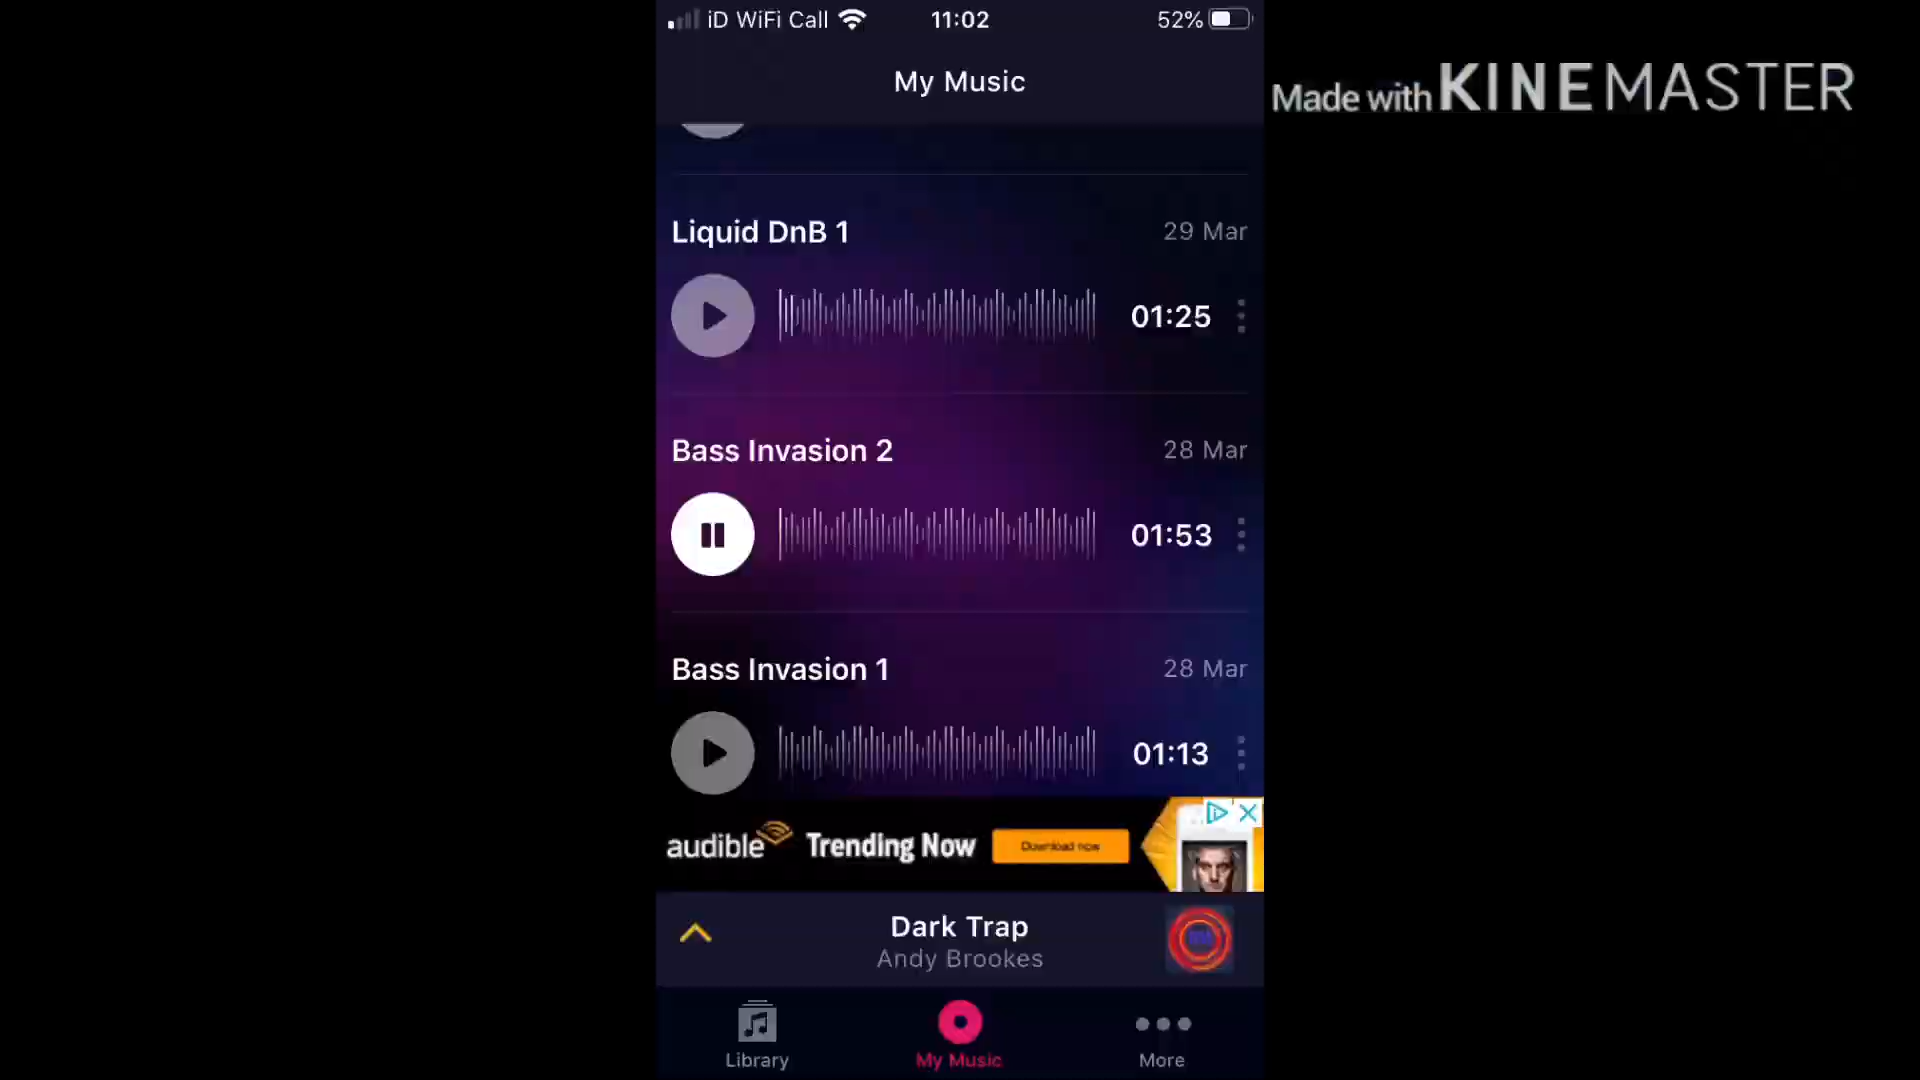 iD WiFi Call 11:02 52%
My Music
Made with KINEMASTER
Liquid DnB 1 29 Mar
01:25
Bass Invasion 2 28 Mar
01:53
Bass Invasion 1 28 Mar
01:13
audible Trending Now Download now
Dark Trap
Andy Brookes
Library My Music More